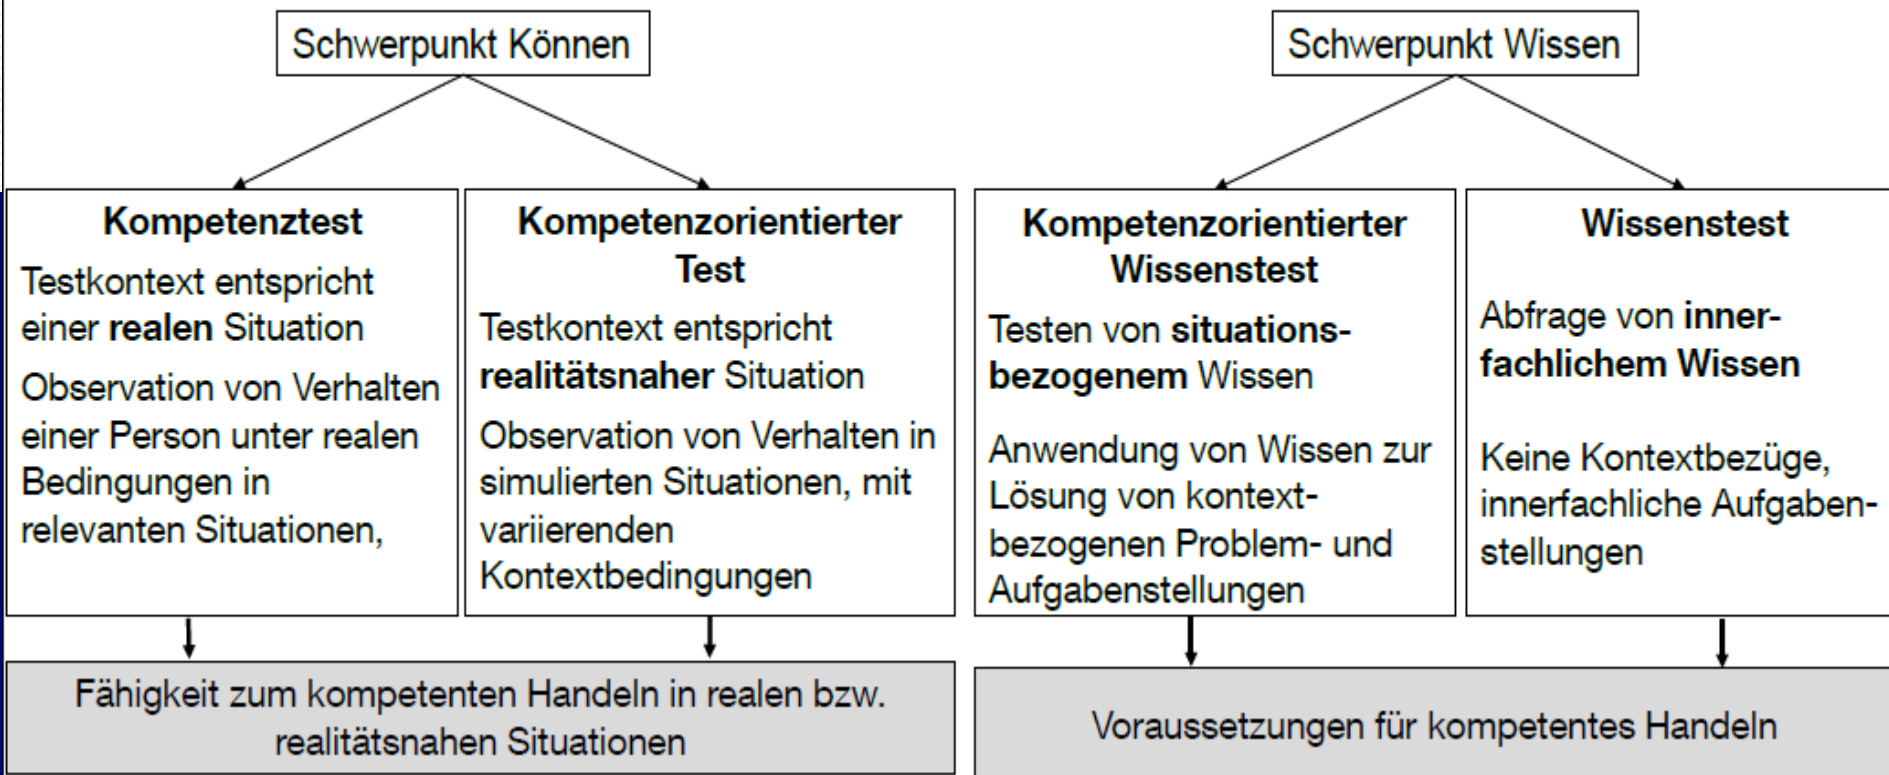 Schwerpunkt Können
Schwerpunkt Wissen
Kompetenztest
Testkontext entspricht
einer realen Situation
Observation von Verhalten
einer Person unter realen
Bedingungen in
relevanten Situationen,
Kompetenzorientierter
Test
Testkontext entspricht
realitätsnaher Situation
Observation von Verhalten in
simulierten Situationen, mit
variierenden
Kontextbedingungen
Kompetenzorientierter
Wissenstest
Testen von situations-
bezogenem Wissen
Anwendung von Wissen zur
Lösung von kontext-
bezogenen Problem- und
Aufgabenstellungen
Wissenstest
Abfrage von inner-
fachlichem Wissen
Keine Kontextbezüge,
innerfachliche Aufgaben-
stellungen
Fähigkeit zum kompetenten Handeln in realen bzw.
realitätsnahen Situationen
Voraussetzungen für kompetentes Handeln